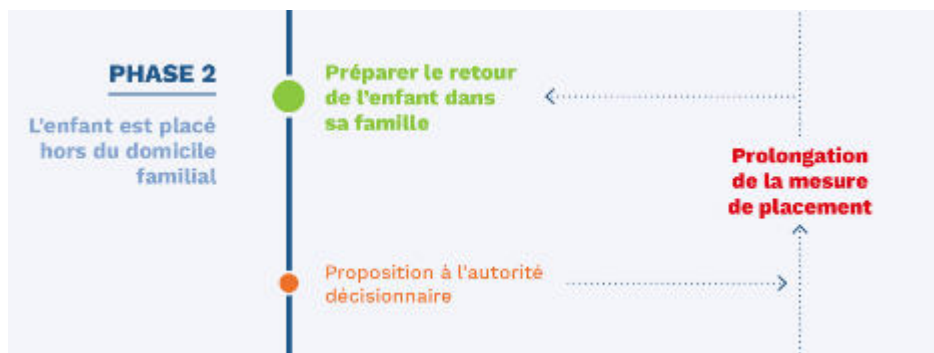 PHASE 2
L'enfant est placé
hors du domicile
familial
Préparer le retour
de l'enfant dans
sa famille
Prolongation
de la mesure
de placement
Proposition à l'autorité
décisionnaire